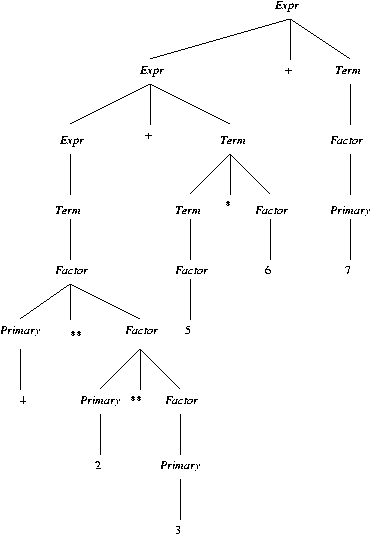 Expr
Expr + Term
Expr + Term Factor
Term Term * Factor Primary
Factor Factor 6 7
Primary ** Factor 5
4 Primary ** Factor
2 Primary
3